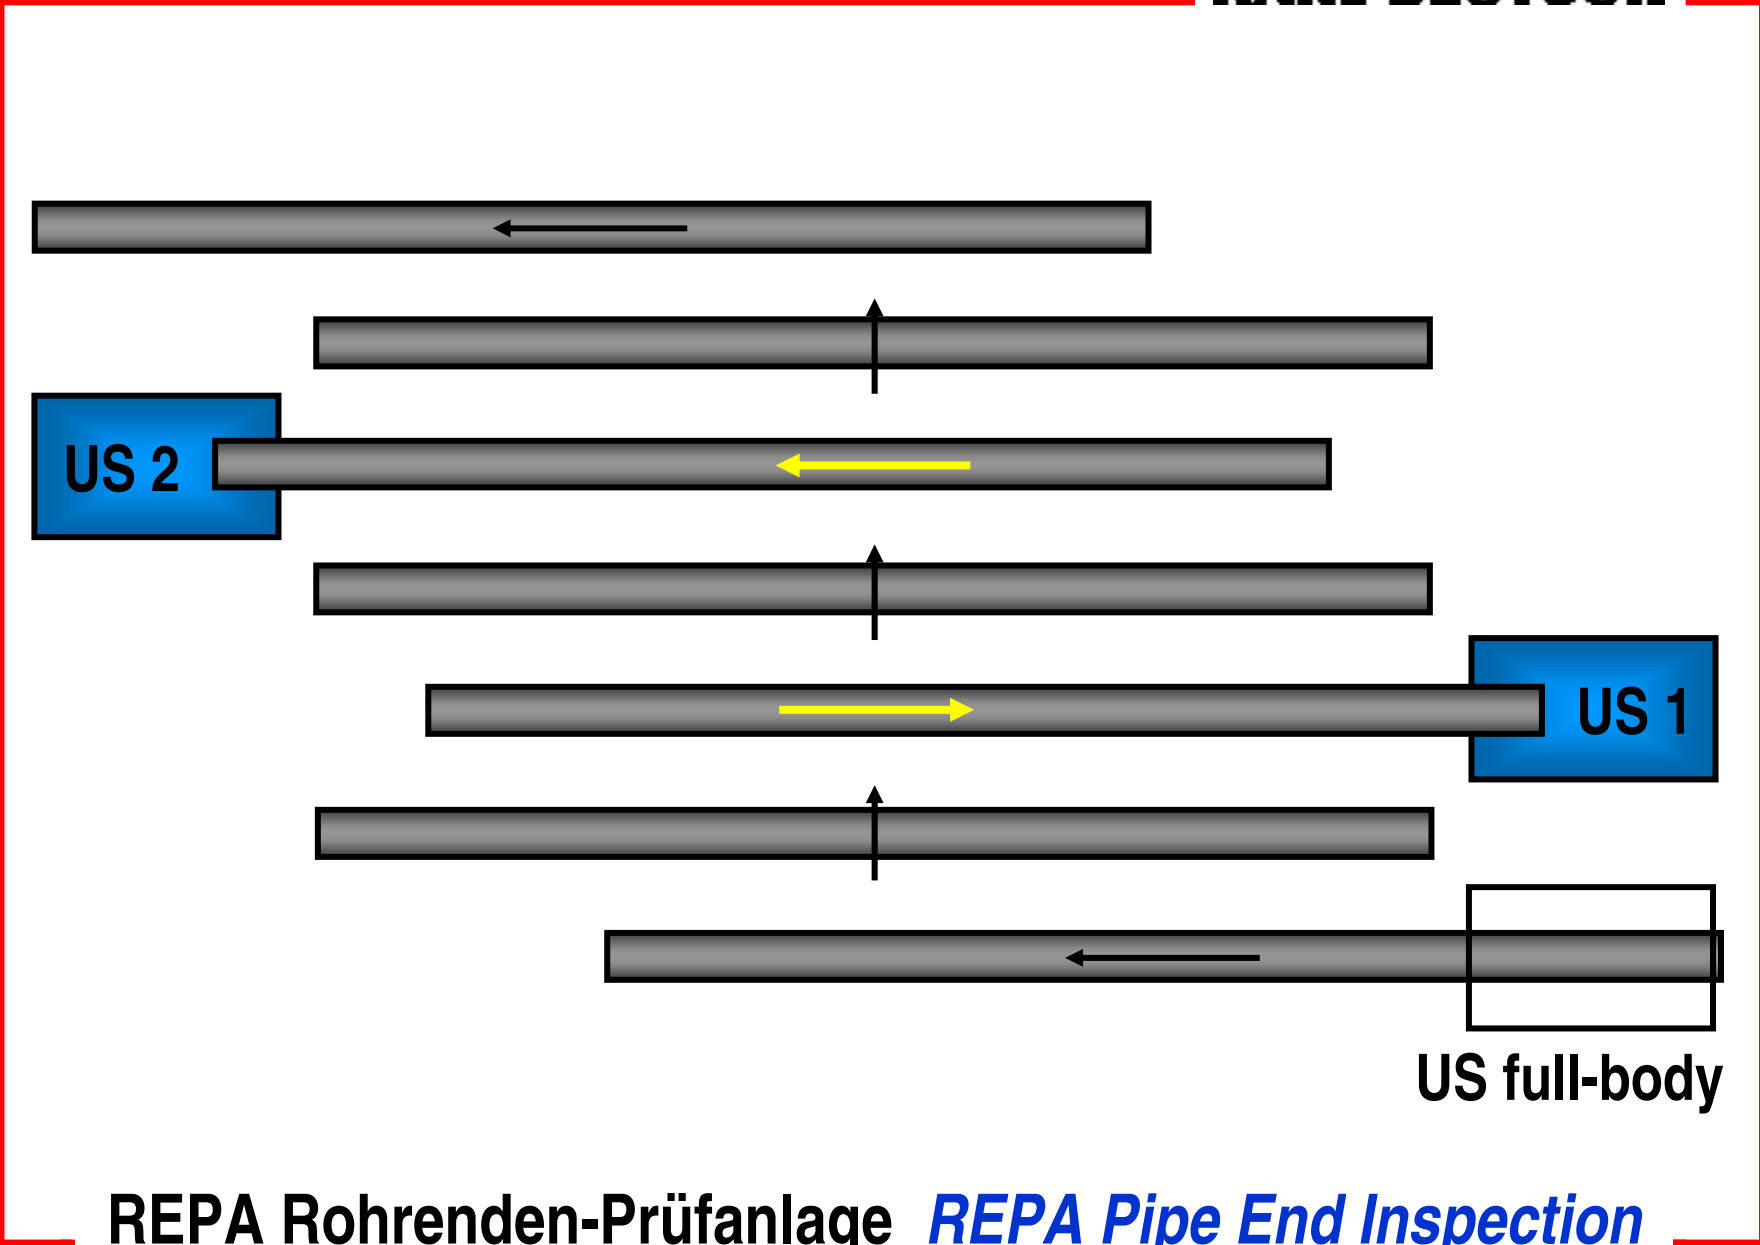 US 2
US 1
US full-body
REPA Rohrenden-Prüfanlage REPA Pipe End Inspection